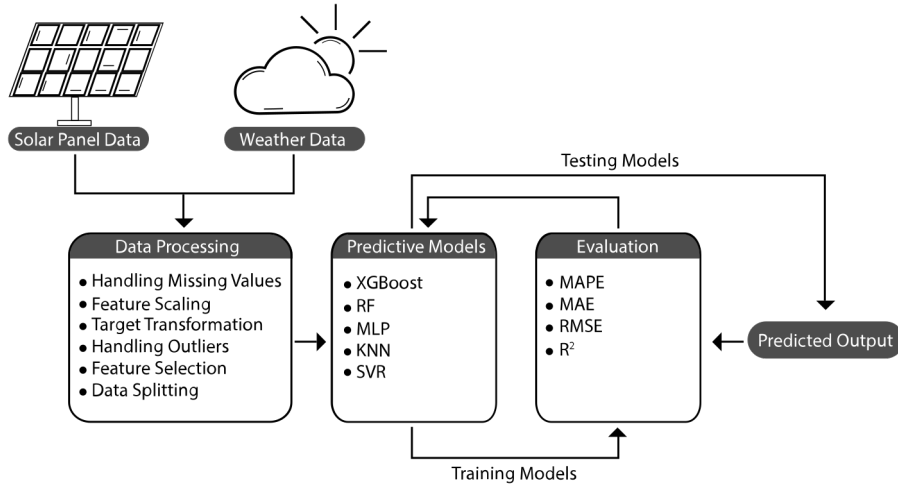 Solar Panel Data
Weather Data
Testing Models
Data Processing
● Handling Missing Values
● Feature Scaling
● Target Transformation
● Handling Outliers
● Feature Selection
● Data Splitting
Predictive Models
● XGBoost
● RF
● MLP
● KNN
● SVR
Evaluation
● MAPE
● MAE
● RMSE
● R²
Predicted Output
Training Models